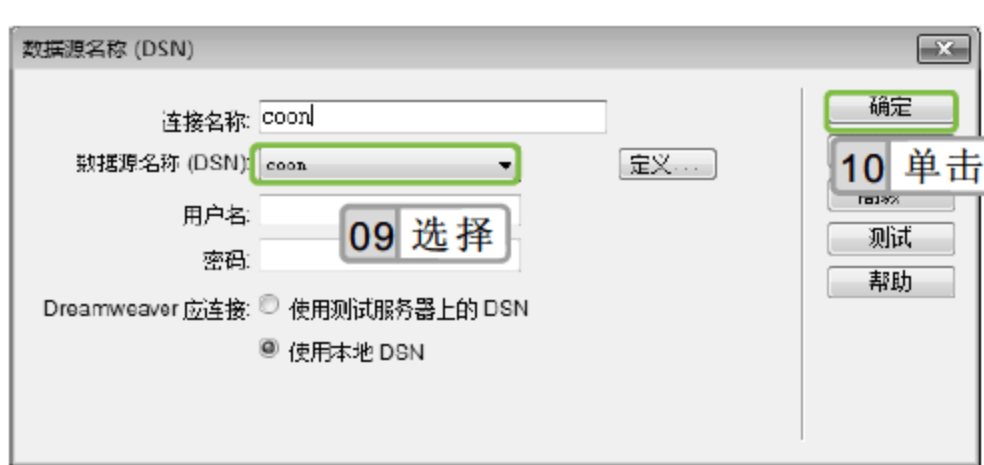 数据源名称 (DSN)
连接名称: coon
确定
数据源名称 (DSN): coon
定义...
10 单击
用户名:
09 选择
测试
密码:
帮助
Dreamweaver 应连接: 使用测试服务器上的 DSN
使用本地 DSN